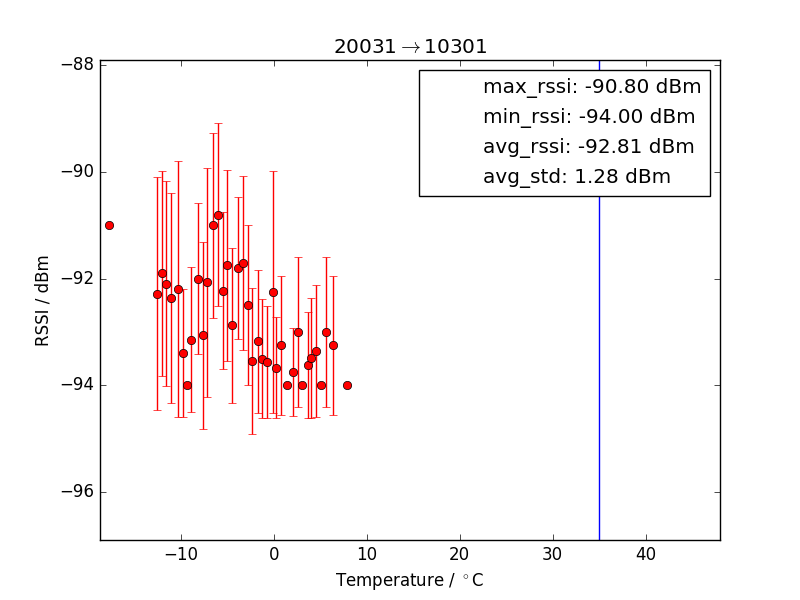 20031→10301
max_rssi: -90.80 dBm
min_rssi: -94.00 dBm
avg_rssi: -92.81 dBm
avg_std: 1.28 dBm
RSSI / dBm
−88
−90
−92
−94
−96
−10 0 10 20 30 40
Temperature / °C